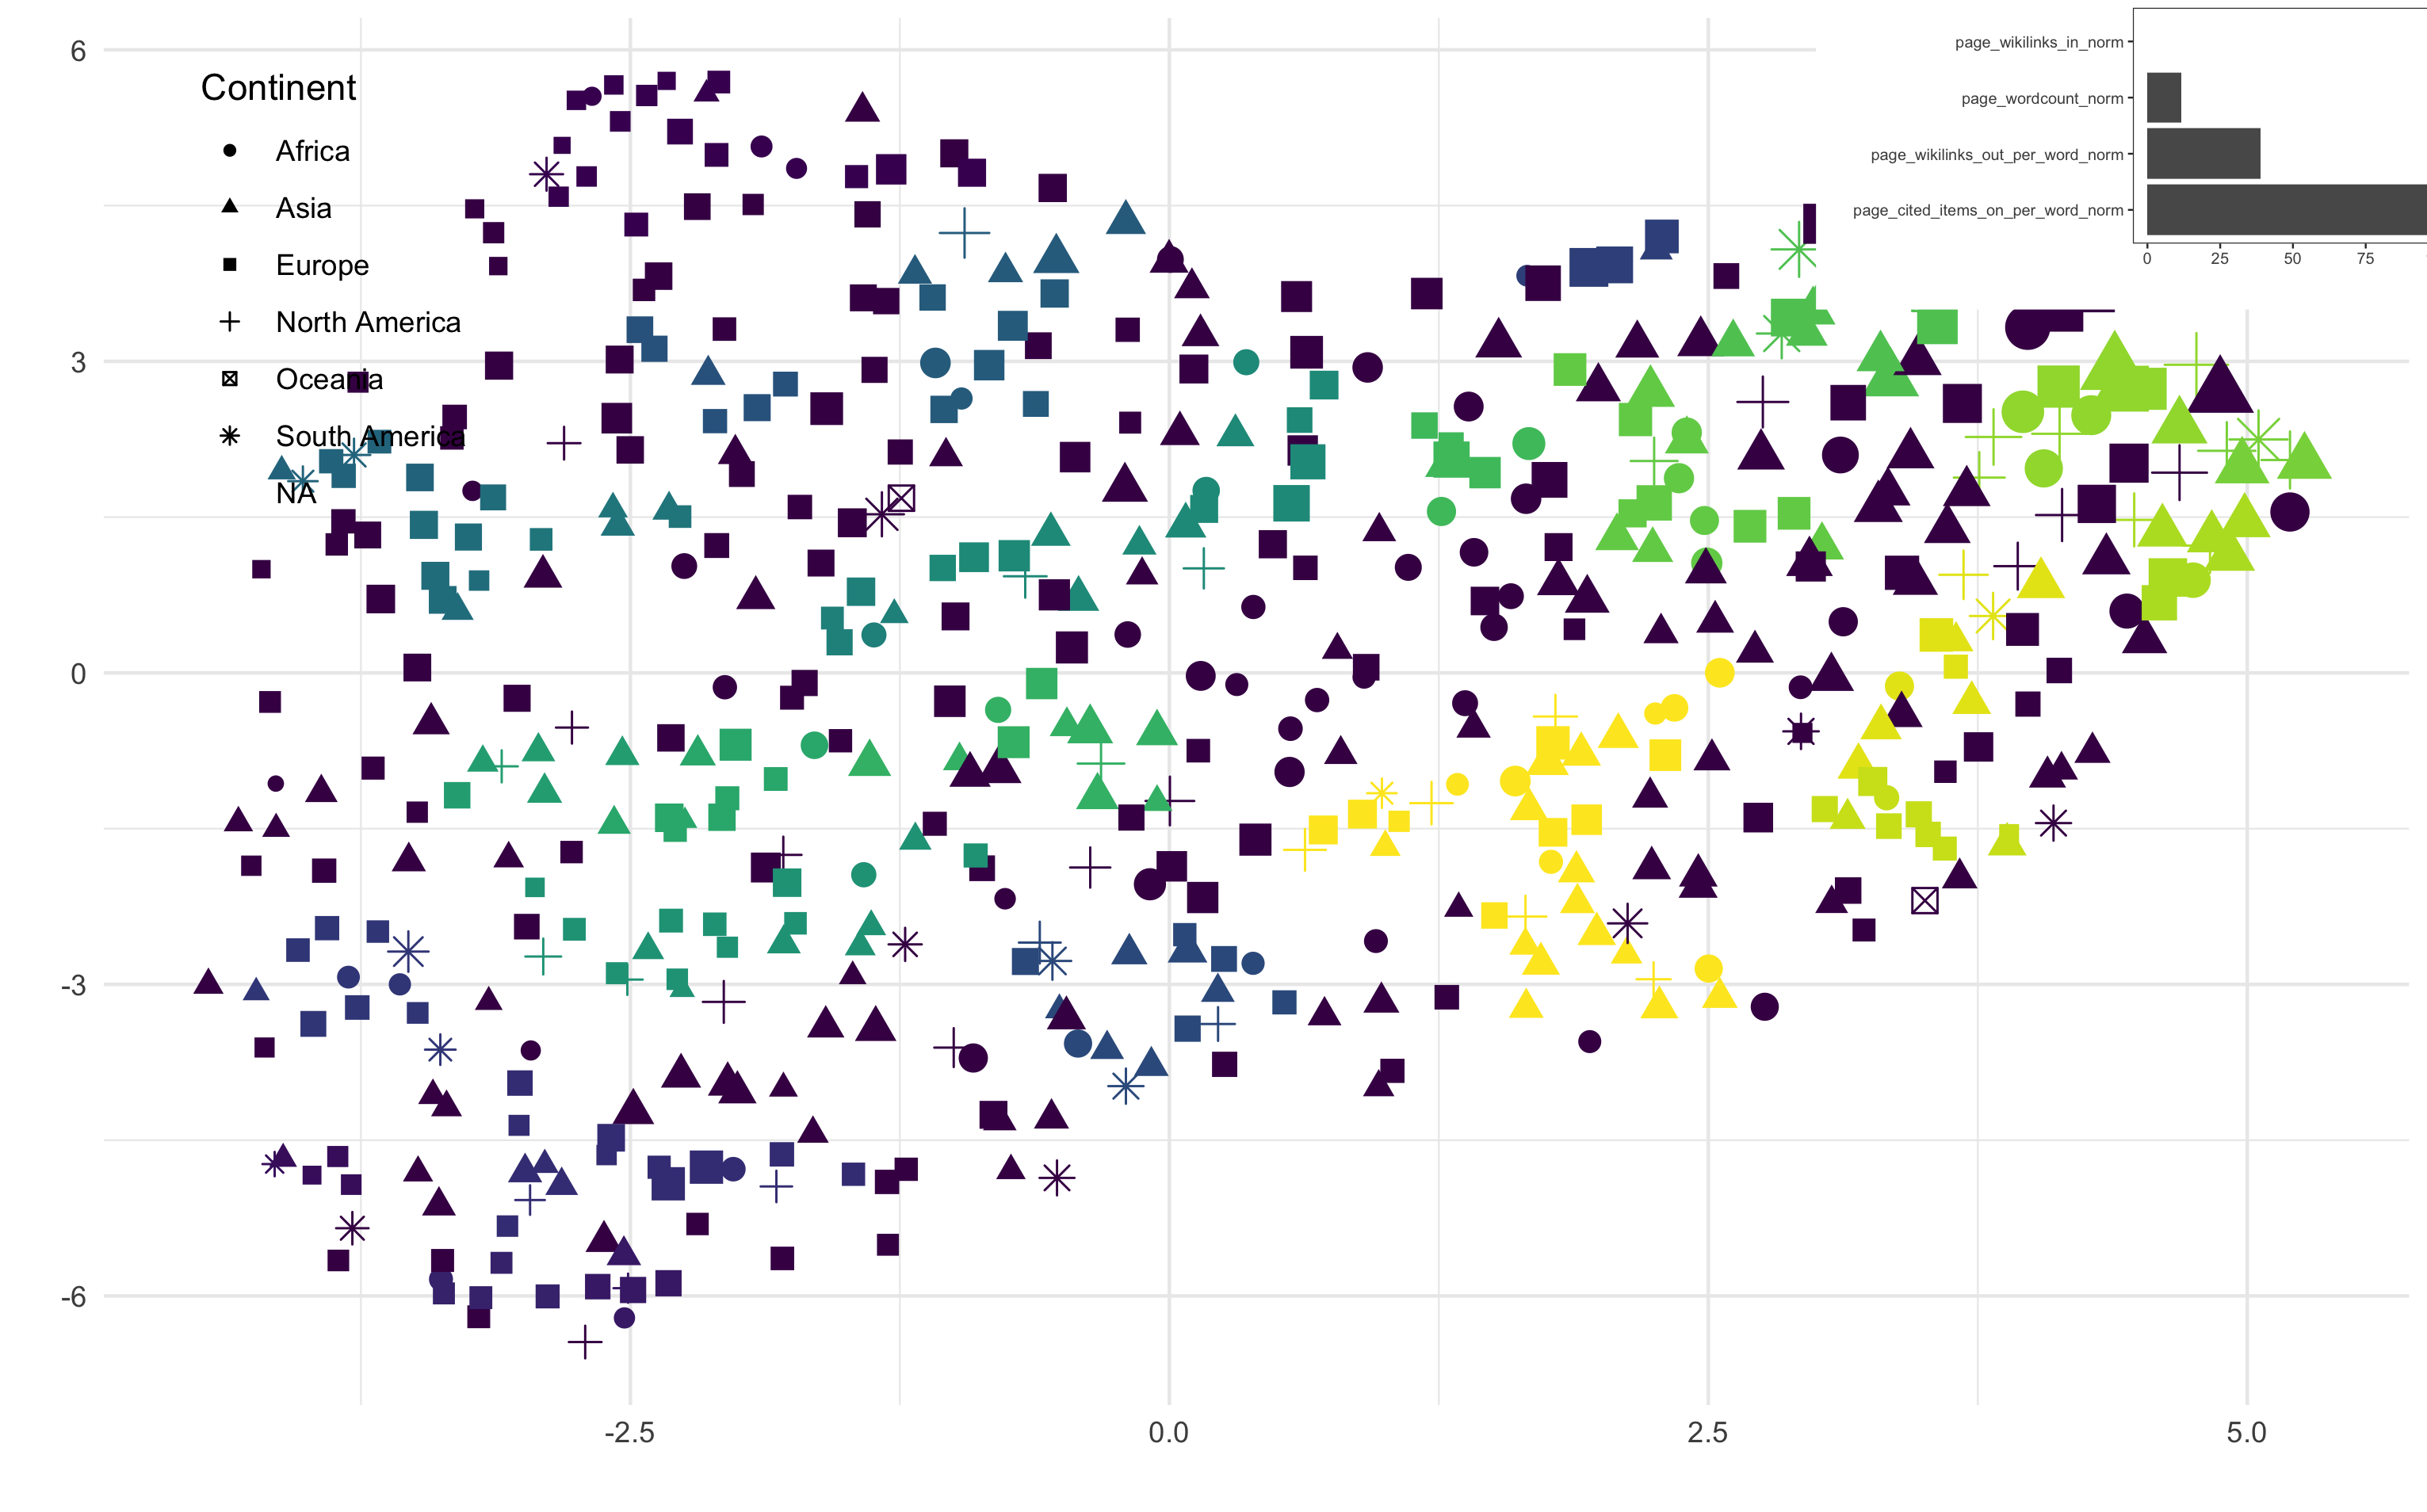 6
3
0
-3
-6
Continent
Africa
Asia
Europe
North America
Oceania
South America
NA
page_wikilinks_in_norm
page_wordcount_norm
page_wikilinks_out_per_word_norm
page_cited_items_on_per_word_norm
0 25 50 75
-2.5 0.0 2.5 5.0